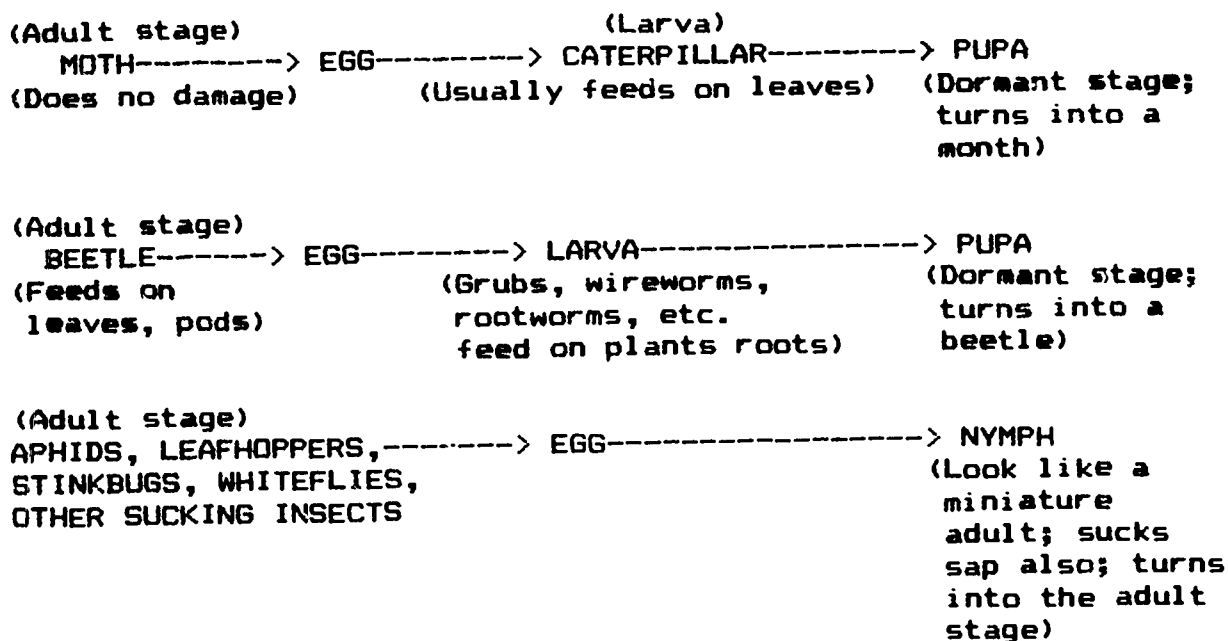 (Adult stage) (Larva)
MOTH--------> EGG--------> CATERPILLAR--------> PUPA
(Does no damage) (Usually feeds on leaves) (Dormant stage;
turns into a
month)
(Adult stage)
BEETLE------> EGG--------> LARVA---------------> PUPA
(Feeds on (Grubs, wireworms, (Dormant stage;
leaves, pods) rootworms, etc. turns into a
feed on plants roots) beetle)
(Adult stage)
APHIDS, LEAFHOPPERS,--------> EGG-----------------> NYMPH
STINKBUGS, WHITEFLIES, (Look like a
OTHER SUCKING INSECTS miniature
adult; sucks
sap also; turns
into the adult
stage)